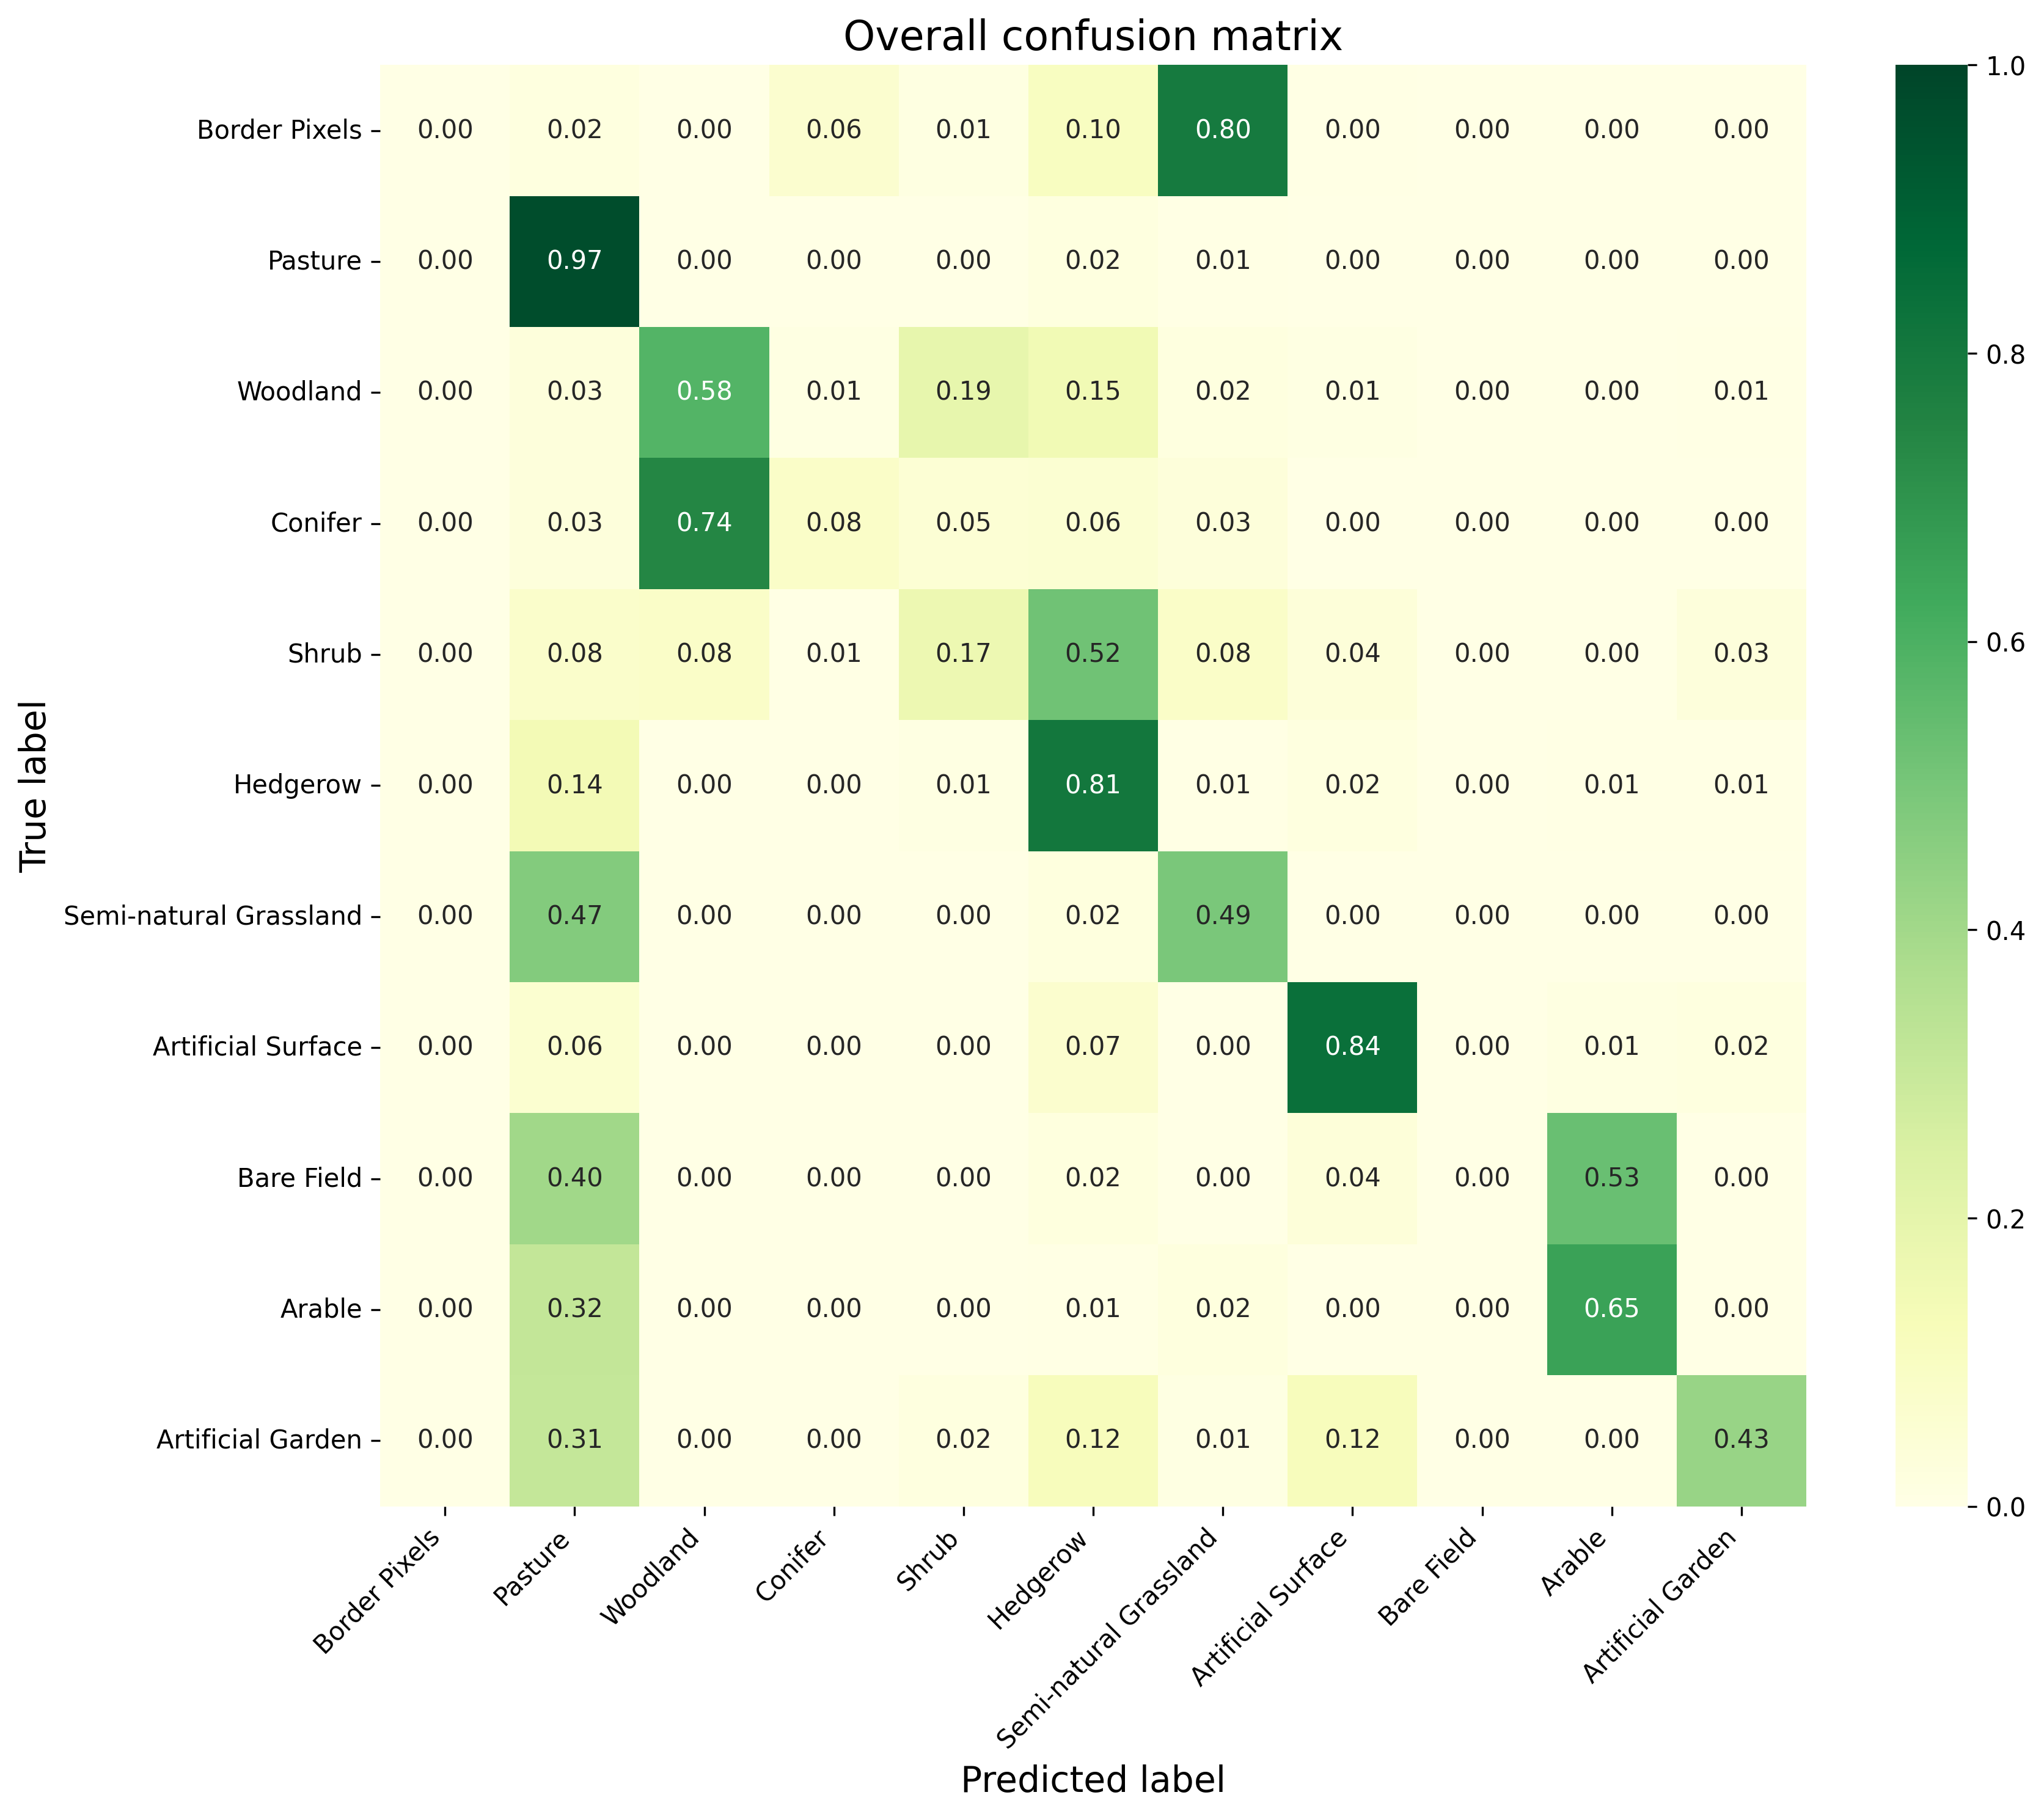 Overall confusion matrix
1.0
Border Pixels 0.00 0.02 0.00 0.06 0.01 0.10 0.80 0.00 0.00 0.00 0.00
Pasture 0.00 0.97 0.00 0.00 0.00 0.02 0.01 0.00 0.00 0.00 0.00
0.8
Woodland 0.00 0.03 0.58 0.01 0.19 0.15 0.02 0.01 0.00 0.00 0.01
Conifer 0.00 0.03 0.74 0.08 0.05 0.06 0.03 0.00 0.00 0.00 0.00
0.6
Shrub 0.00 0.08 0.08 0.01 0.17 0.52 0.08 0.04 0.00 0.00 0.03
True label
Hedgerow 0.00 0.14 0.00 0.00 0.01 0.81 0.01 0.02 0.00 0.01 0.01
Semi-natural Grassland 0.00 0.47 0.00 0.00 0.00 0.02 0.49 0.00 0.00 0.00 0.00
0.4
Artificial Surface 0.00 0.06 0.00 0.00 0.00 0.07 0.00 0.84 0.00 0.01 0.02
Bare Field 0.00 0.40 0.00 0.00 0.00 0.02 0.00 0.04 0.00 0.53 0.00
0.2
Arable 0.00 0.32 0.00 0.00 0.00 0.01 0.02 0.00 0.00 0.65 0.00
Artificial Garden 0.00 0.31 0.00 0.00 0.02 0.12 0.01 0.12 0.00 0.00 0.43
0.0
Border Pixels
Pasture
Woodland
Conifer
Shrub
Hedgerow
Semi-natural Grassland
Artificial Surface
Bare Field
Arable
Artificial Garden
Predicted label